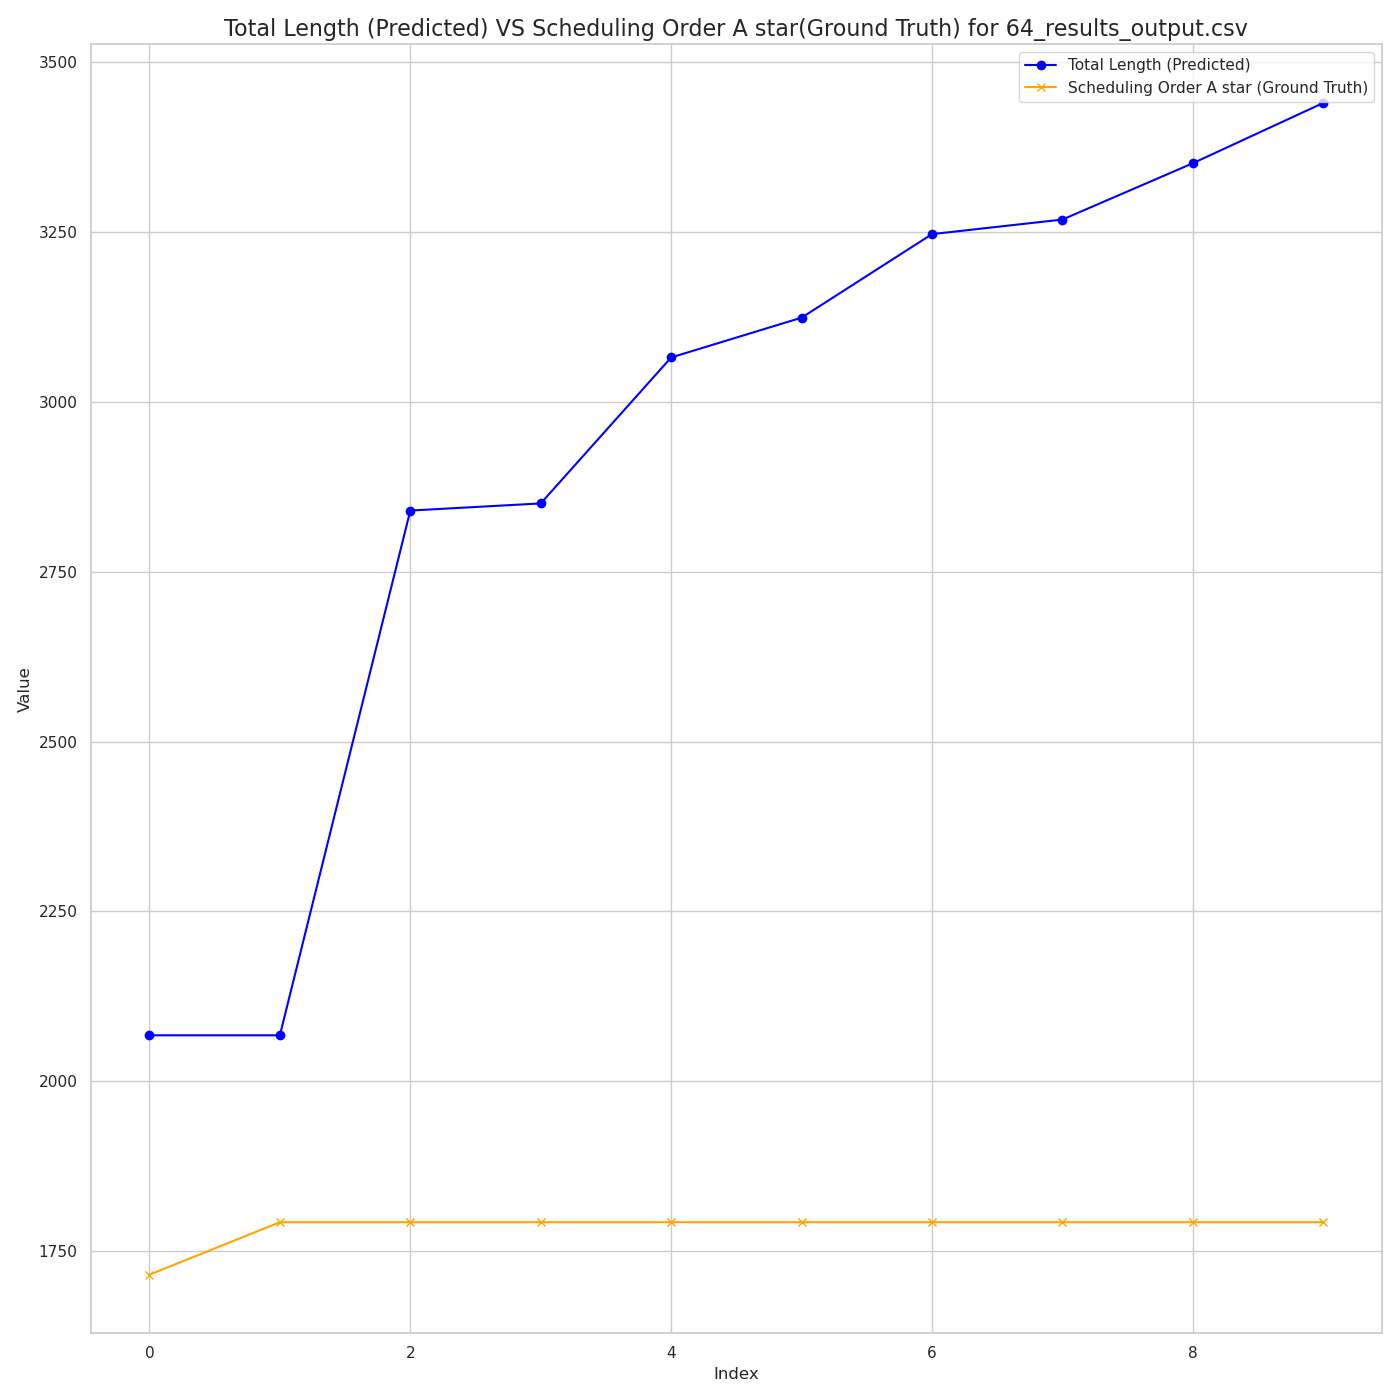 Total Length (Predicted) VS Scheduling Order A star(Ground Truth) for 64_results_output.csv
Total Length (Predicted)
Scheduling Order A star (Ground Truth)
3500
3250
3000
2750
2500
2250
2000
1750
Value
0 2 4 6 8
Index